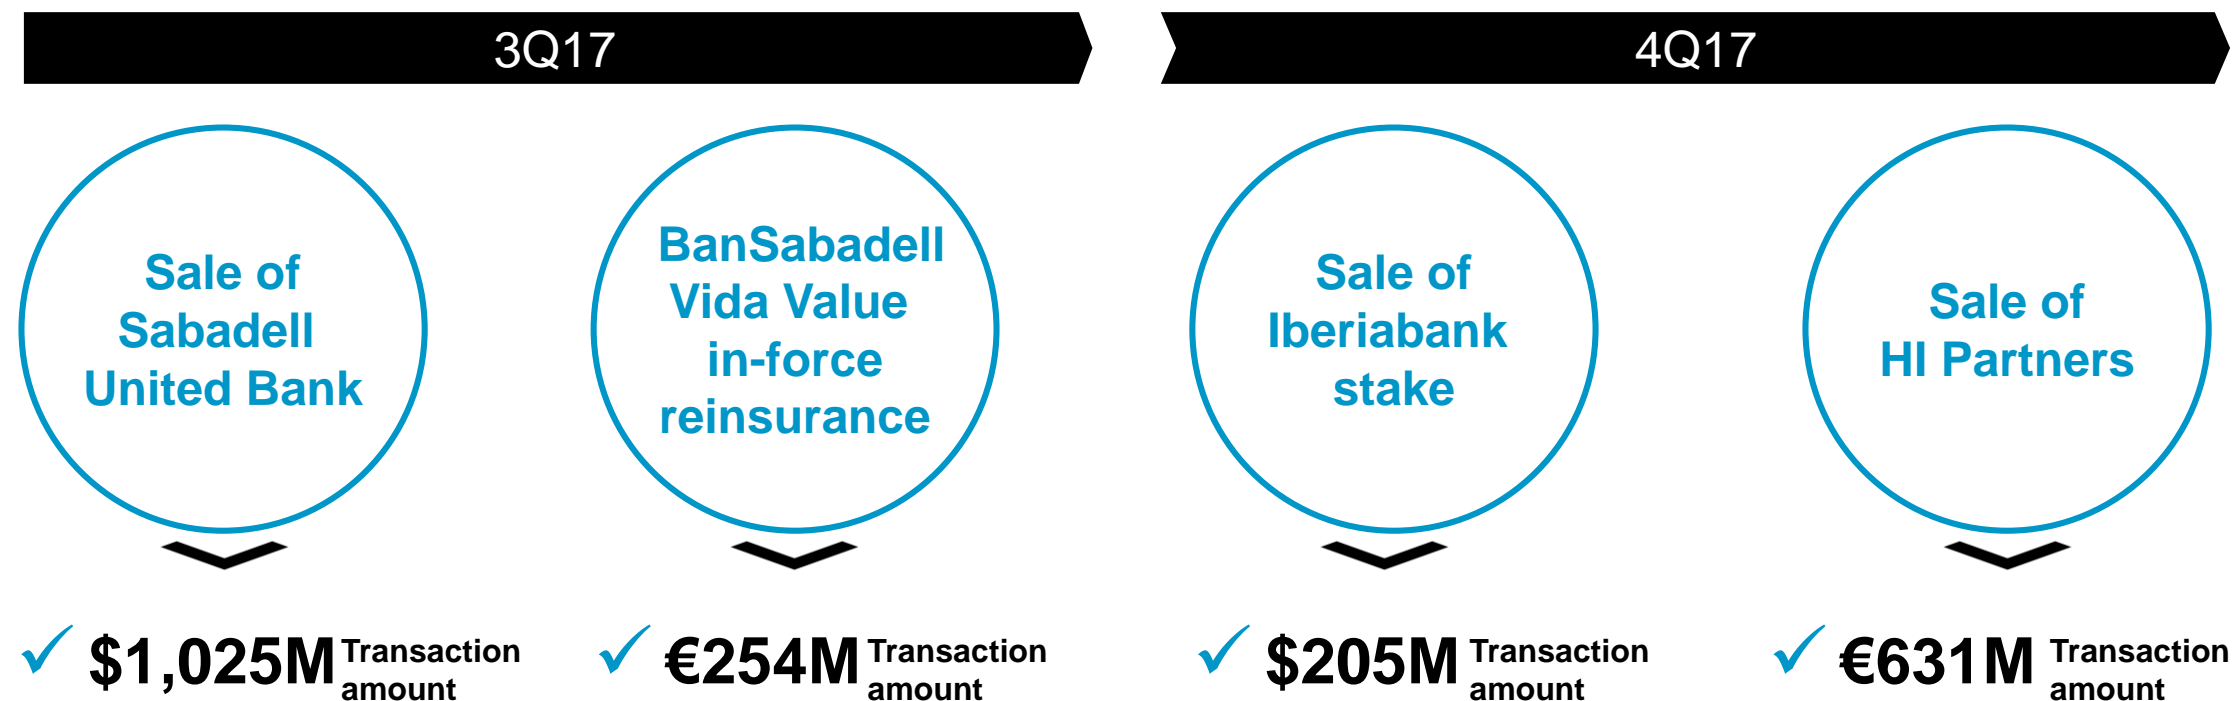 3Q17
4Q17
Sale of
Sabadell
United Bank
BanSabadell
Vida Value
in-force
reinsurance
Sale of
Iberiabank
stake
Sale of
HI Partners
$1,025M Transaction
amount
€254M Transaction
amount
$205M Transaction
amount
€631M Transaction
amount